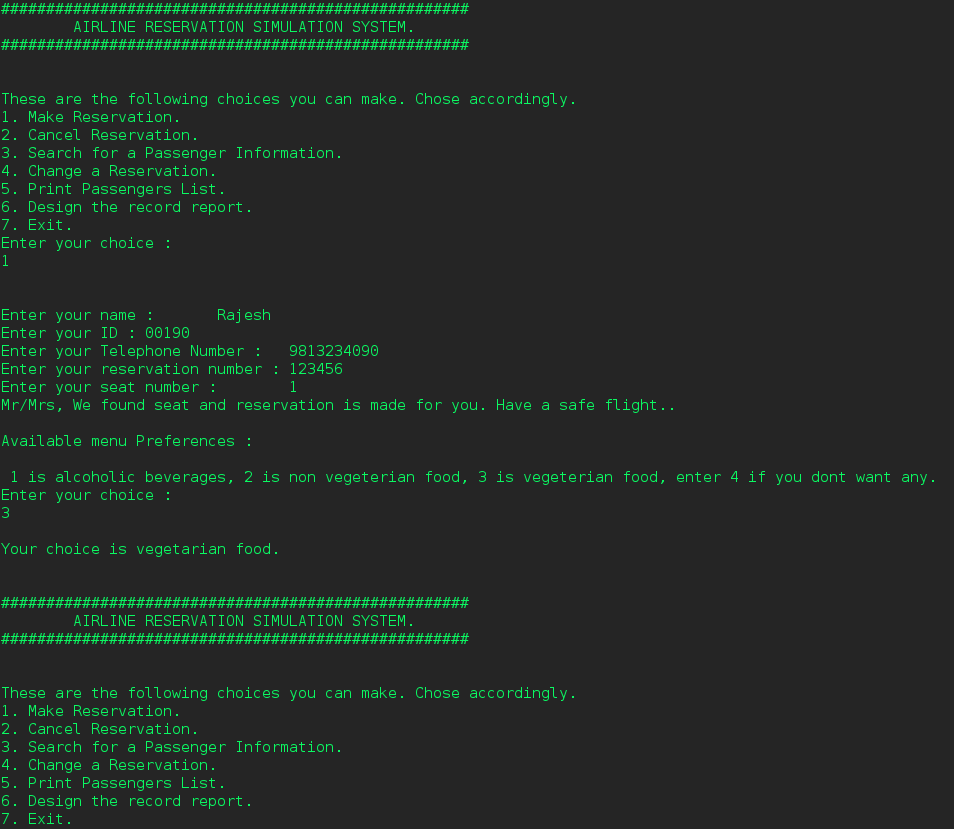 ####################################################
AIRLINE RESERVATION SIMULATION SYSTEM.
####################################################
These are the following choices you can make. Chose accordingly.
1. Make Reservation.
2. Cancel Reservation.
3. Search for a Passenger Information.
4. Change a Reservation.
5. Print Passengers List.
6. Design the record report.
7. Exit.
Enter your choice :
1
Enter your name :       Rajesh
Enter your ID : 00190
Enter your Telephone Number :   9813234090
Enter your reservation number : 123456
Enter your seat number :        1
Mr/Mrs, We found seat and reservation is made for you. Have a safe flight..
Available menu Preferences :
1 is alcoholic beverages, 2 is non vegeterian food, 3 is vegeterian food, enter 4 if you dont want any.
Enter your choice :
3
Your choice is vegetarian food.
####################################################
AIRLINE RESERVATION SIMULATION SYSTEM.
####################################################
These are the following choices you can make. Chose accordingly.
1. Make Reservation.
2. Cancel Reservation.
3. Search for a Passenger Information.
4. Change a Reservation.
5. Print Passengers List.
6. Design the record report.
7. Exit.